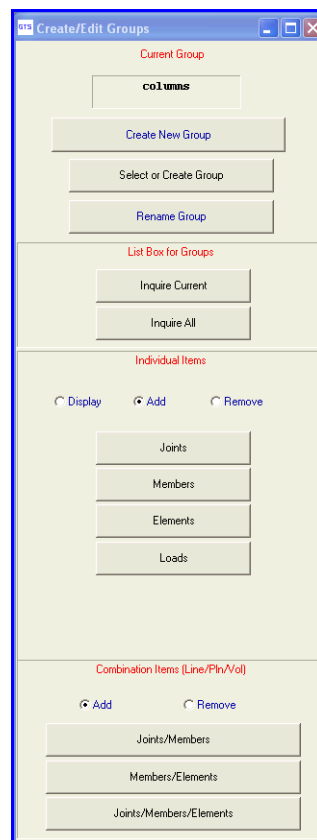 GTS Create/Edit Groups
Current Group
columns
Create New Group
Select or Create Group
Rename Group
List Box for Groups
Inquire Current
Inquire All
Individual Items
Display Add Remove
Joints
Members
Elements
Loads
Combination Items (Line/Pln/Vol)
Add Remove
Joints/Members
Members/Elements
Joints/Members/Elements